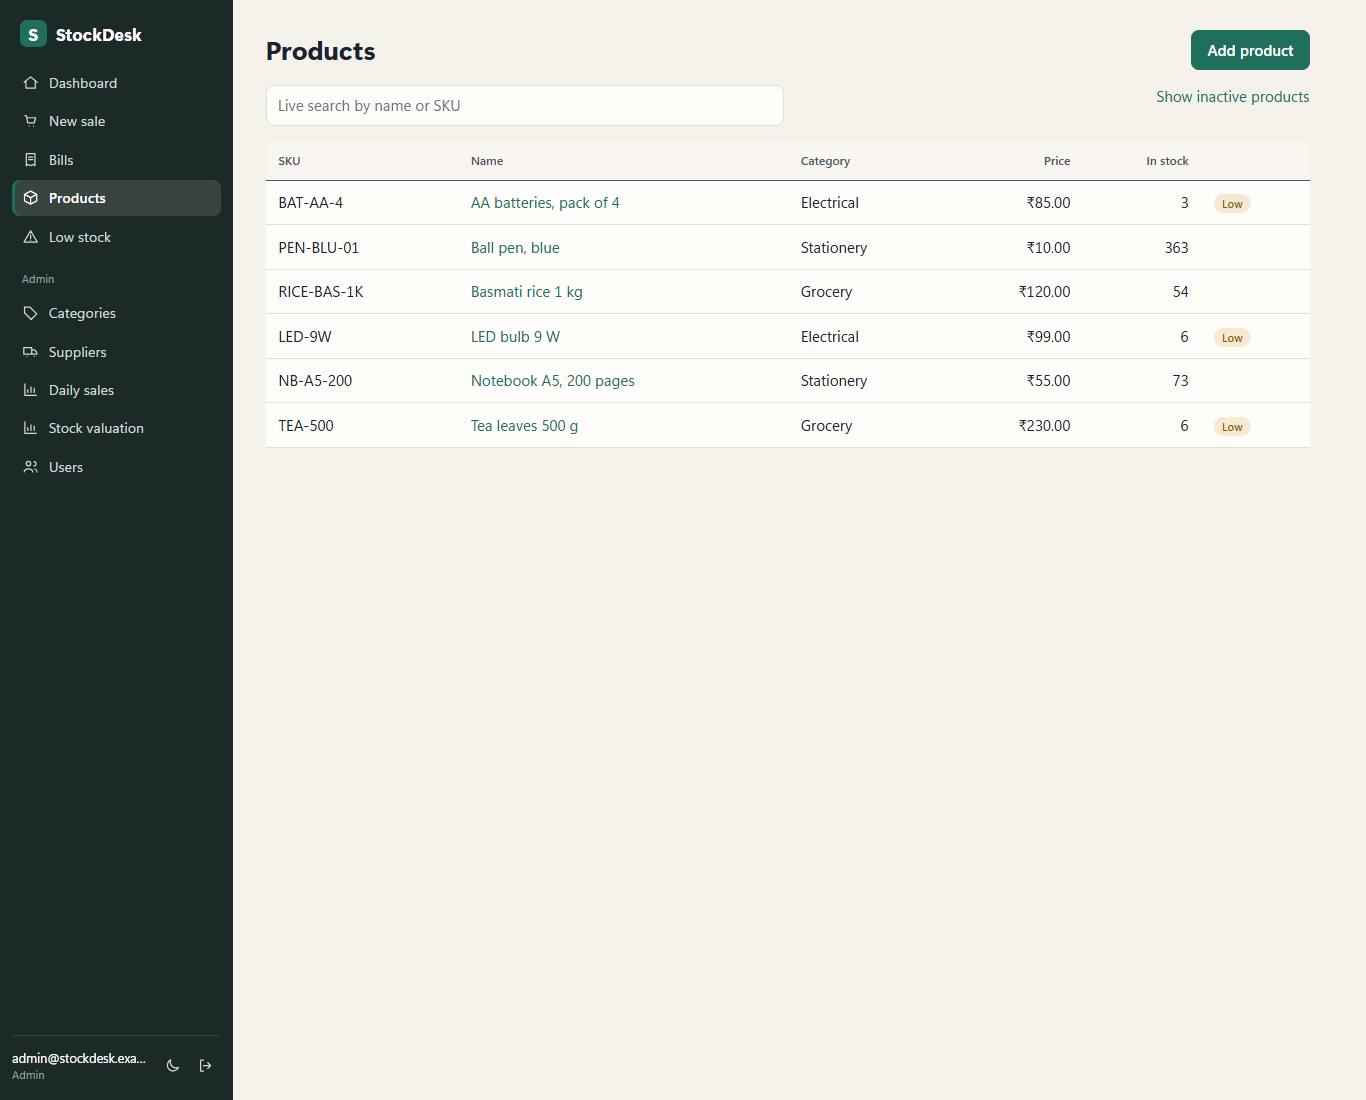 S StockDesk
Dashboard
New sale
Bills
Products
Low stock
Admin
Categories
Suppliers
Daily sales
Stock valuation
Users
admin@stockdesk.exa...
Admin
Products
Add product
Live search by name or SKU
Show inactive products
SKU Name Category Price In stock
BAT-AA-4 AA batteries, pack of 4 Electrical ₹85.00 3 Low
PEN-BLU-01 Ball pen, blue Stationery ₹10.00 363
RICE-BAS-1K Basmati rice 1 kg Grocery ₹120.00 54
LED-9W LED bulb 9 W Electrical ₹99.00 6 Low
NB-A5-200 Notebook A5, 200 pages Stationery ₹55.00 73
TEA-500 Tea leaves 500 g Grocery ₹230.00 6 Low